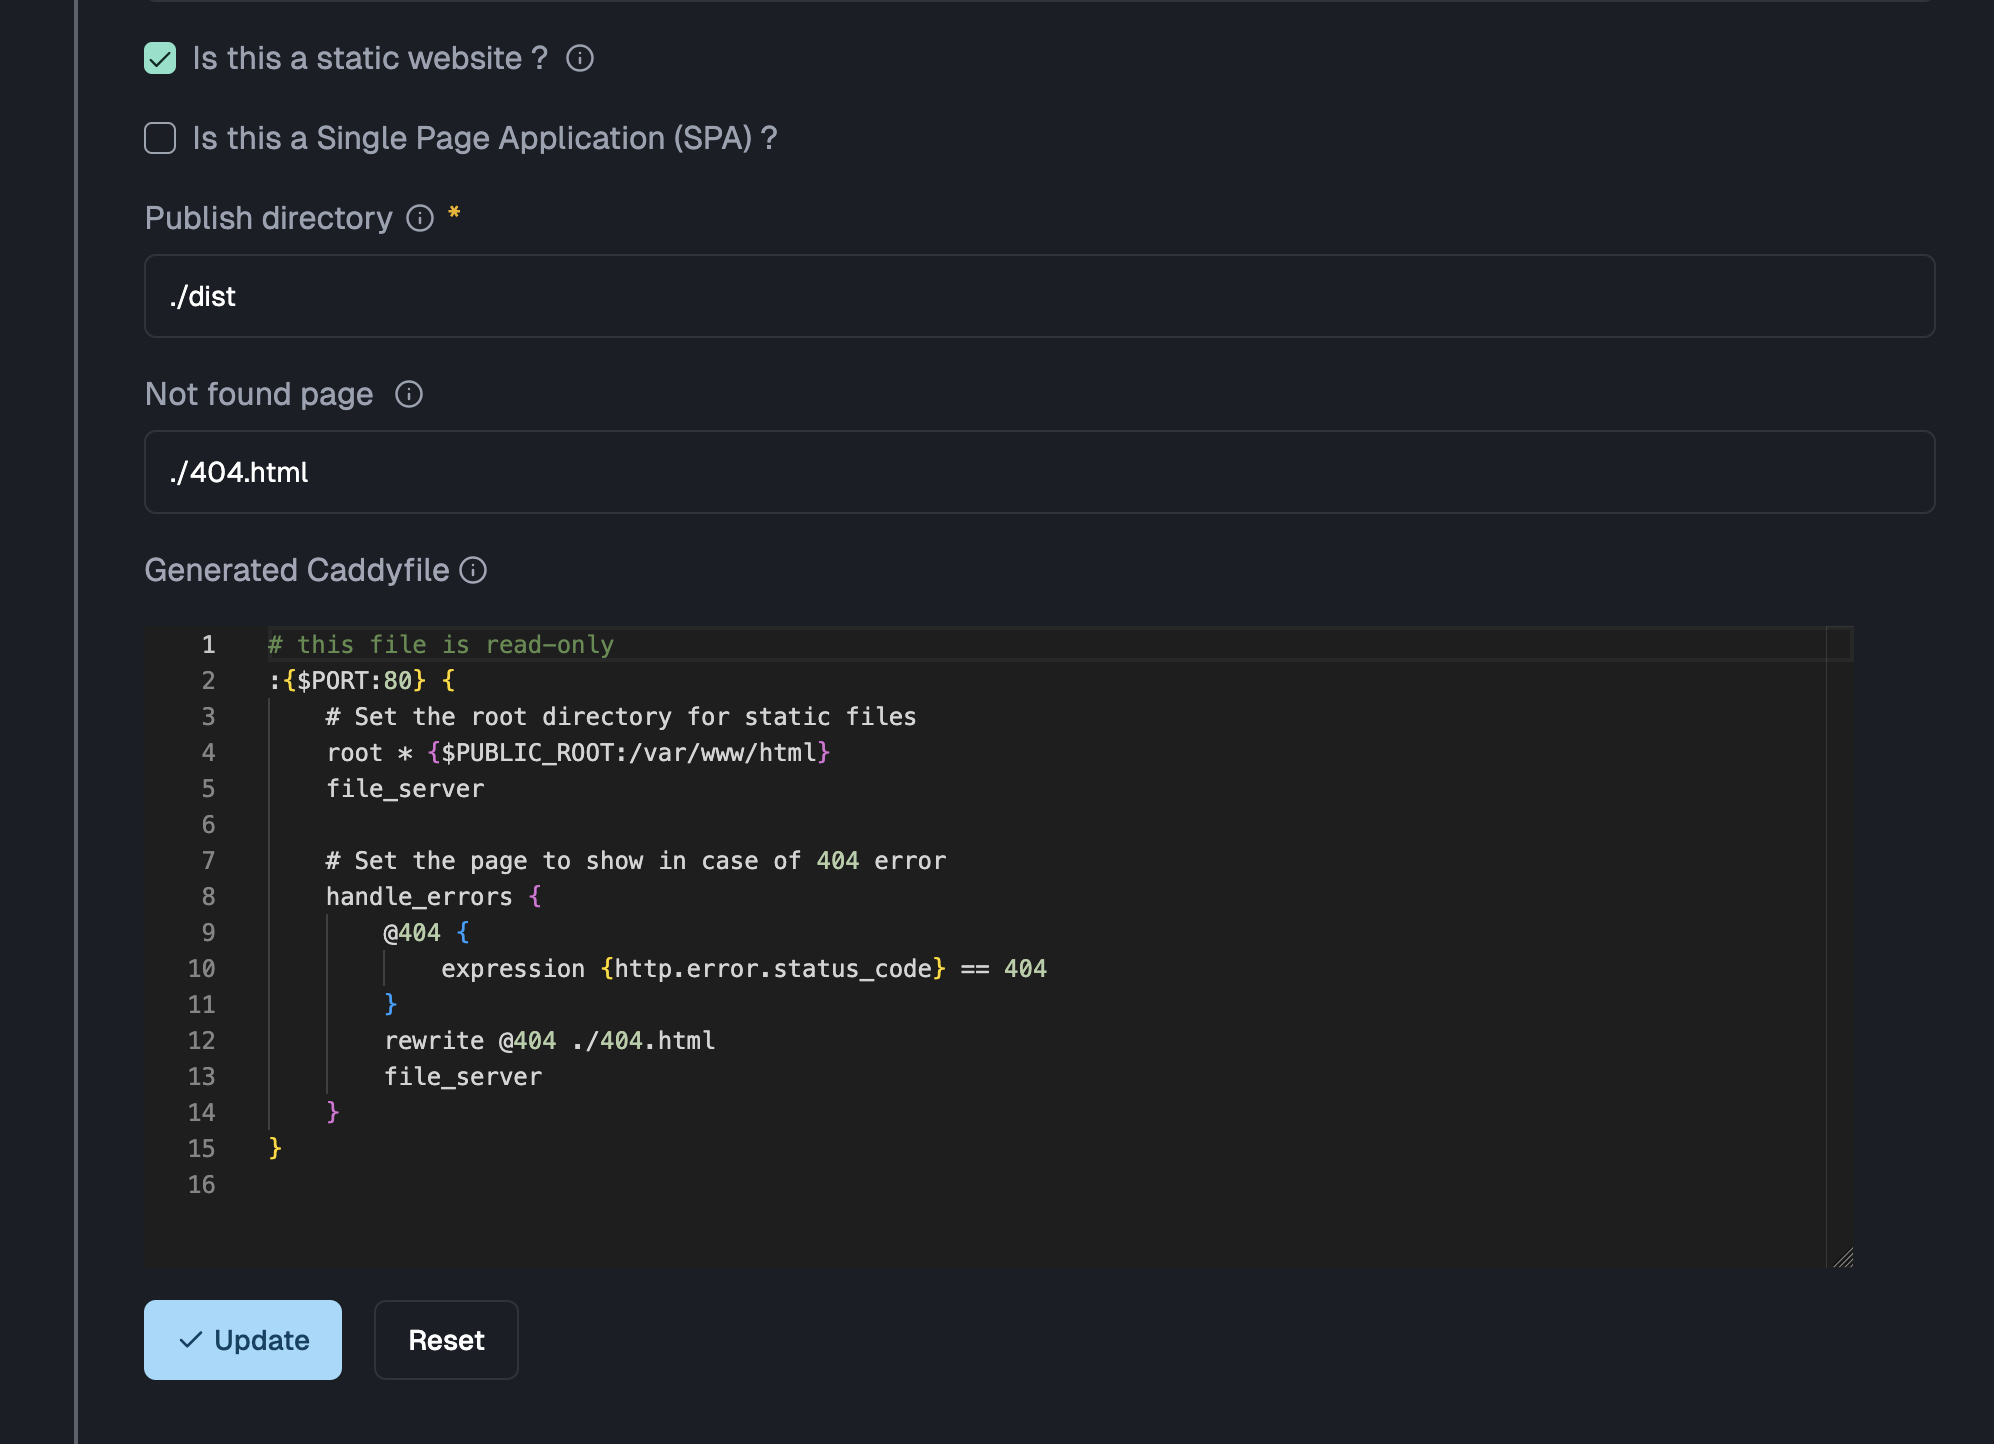 Is this a static website ?
Is this a Single Page Application (SPA) ?
Publish directory *
./dist
Not found page
./404.html
Generated Caddyfile
1 # this file is read-only
2 :{$PORT:80} {
3     # Set the root directory for static files
4     root * {$PUBLIC_ROOT:/var/www/html}
5     file_server
6
7     # Set the page to show in case of 404 error
8     handle_errors {
9         @404 {
10             expression {http.error.status_code} == 404
11         }
12         rewrite @404 ./404.html
13         file_server
14     }
15 }
16
Update
Reset